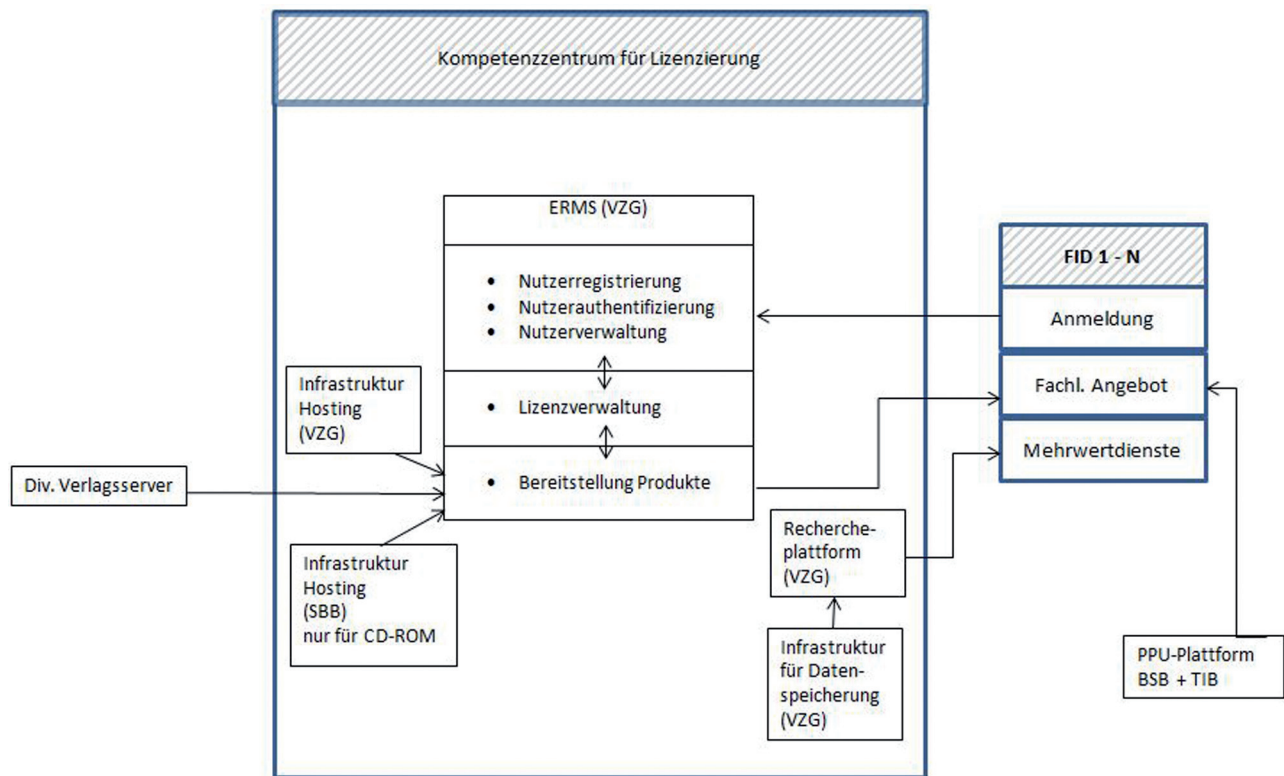 Kompetenzzentrum für Lizenzierung
ERMS (VZG)
• Nutzerregistrierung
• Nutzerauthentifizierung
• Nutzerverwaltung
• Lizenzverwaltung
• Bereitstellung Produkte
Infrastruktur
Hosting
(VZG)
Div. Verlagsserver
Infrastruktur
Hosting
(SBB)
nur für CD-ROM
Recherche-
plattform
(VZG)
Infrastruktur
für Daten-
speicherung
(VZG)
FID 1 - N
Anmeldung
Fachl. Angebot
Mehrwertdienste
PPU-Plattform
BSB + TIB